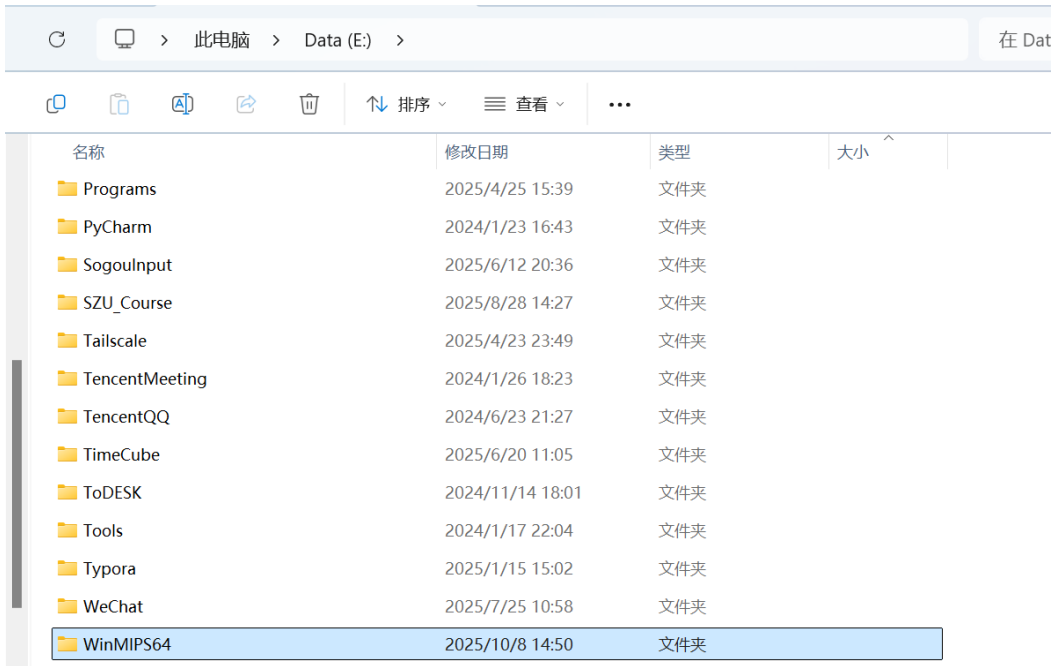 此电脑 > Data (E:) > 在 Dat
排序 查看 ...
名称 修改日期 类型 大小
Programs 2025/4/25 15:39 文件夹
PyCharm 2024/1/23 16:43 文件夹
SogouInput 2025/6/12 20:36 文件夹
SZU_Course 2025/8/28 14:27 文件夹
Tailscale 2025/4/23 23:49 文件夹
TencentMeeting 2024/1/26 18:23 文件夹
TencentQQ 2024/6/23 21:27 文件夹
TimeCube 2025/6/20 11:05 文件夹
ToDESK 2024/11/14 18:01 文件夹
Tools 2024/1/17 22:04 文件夹
Typora 2025/1/15 15:02 文件夹
WeChat 2025/7/25 10:58 文件夹
WinMIPS64 2025/10/8 14:50 文件夹